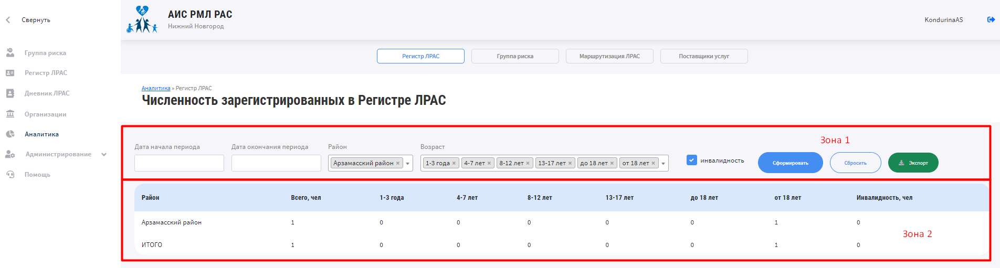 Свернуть
АИС РМЛ РАС
Нижний Новгород
KondurinaAS
Группа риска
Регистр ЛРАС
Дневник ЛРАС
Организации
Аналитика
Администрирование
Помощь
Регистр ЛРАС Группа риска Маршрутизация ЛРАС Поставщики услуг
Аналитика » Регистр ЛРАС
Численность зарегистрированных в Регистре ЛРАС
Зона 1
Дата начала периода Дата окончания периода Район Возраст
Арзамасский район × 1-3 года × 4-7 лет × 8-12 лет × 13-17 лет × до 18 лет × от 18 лет × инвалидность Сформировать Сбросить Экспорт
Район Всего, чел 1-3 года 4-7 лет 8-12 лет 13-17 лет до 18 лет от 18 лет Инвалидность, чел
Арзамасский район 1 0 0 0 0 0 1 0
Зона 2
ИТОГО 1 0 0 0 0 0 1 0